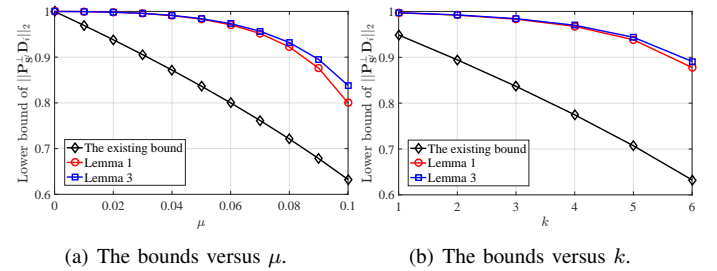 Lower bound of ||P⊥S̃Di||2
1
0.9
0.8
0.7
0.6
The existing bound
Lemma 1
Lemma 3
0 0.02 0.04 0.06 0.08 0.1
μ
(a) The bounds versus μ.
Lower bound of ||P⊥S̃Di||2
1
0.9
0.8
0.7
0.6
The existing bound
Lemma 1
Lemma 3
1 2 3 4 5 6
k
(b) The bounds versus k.